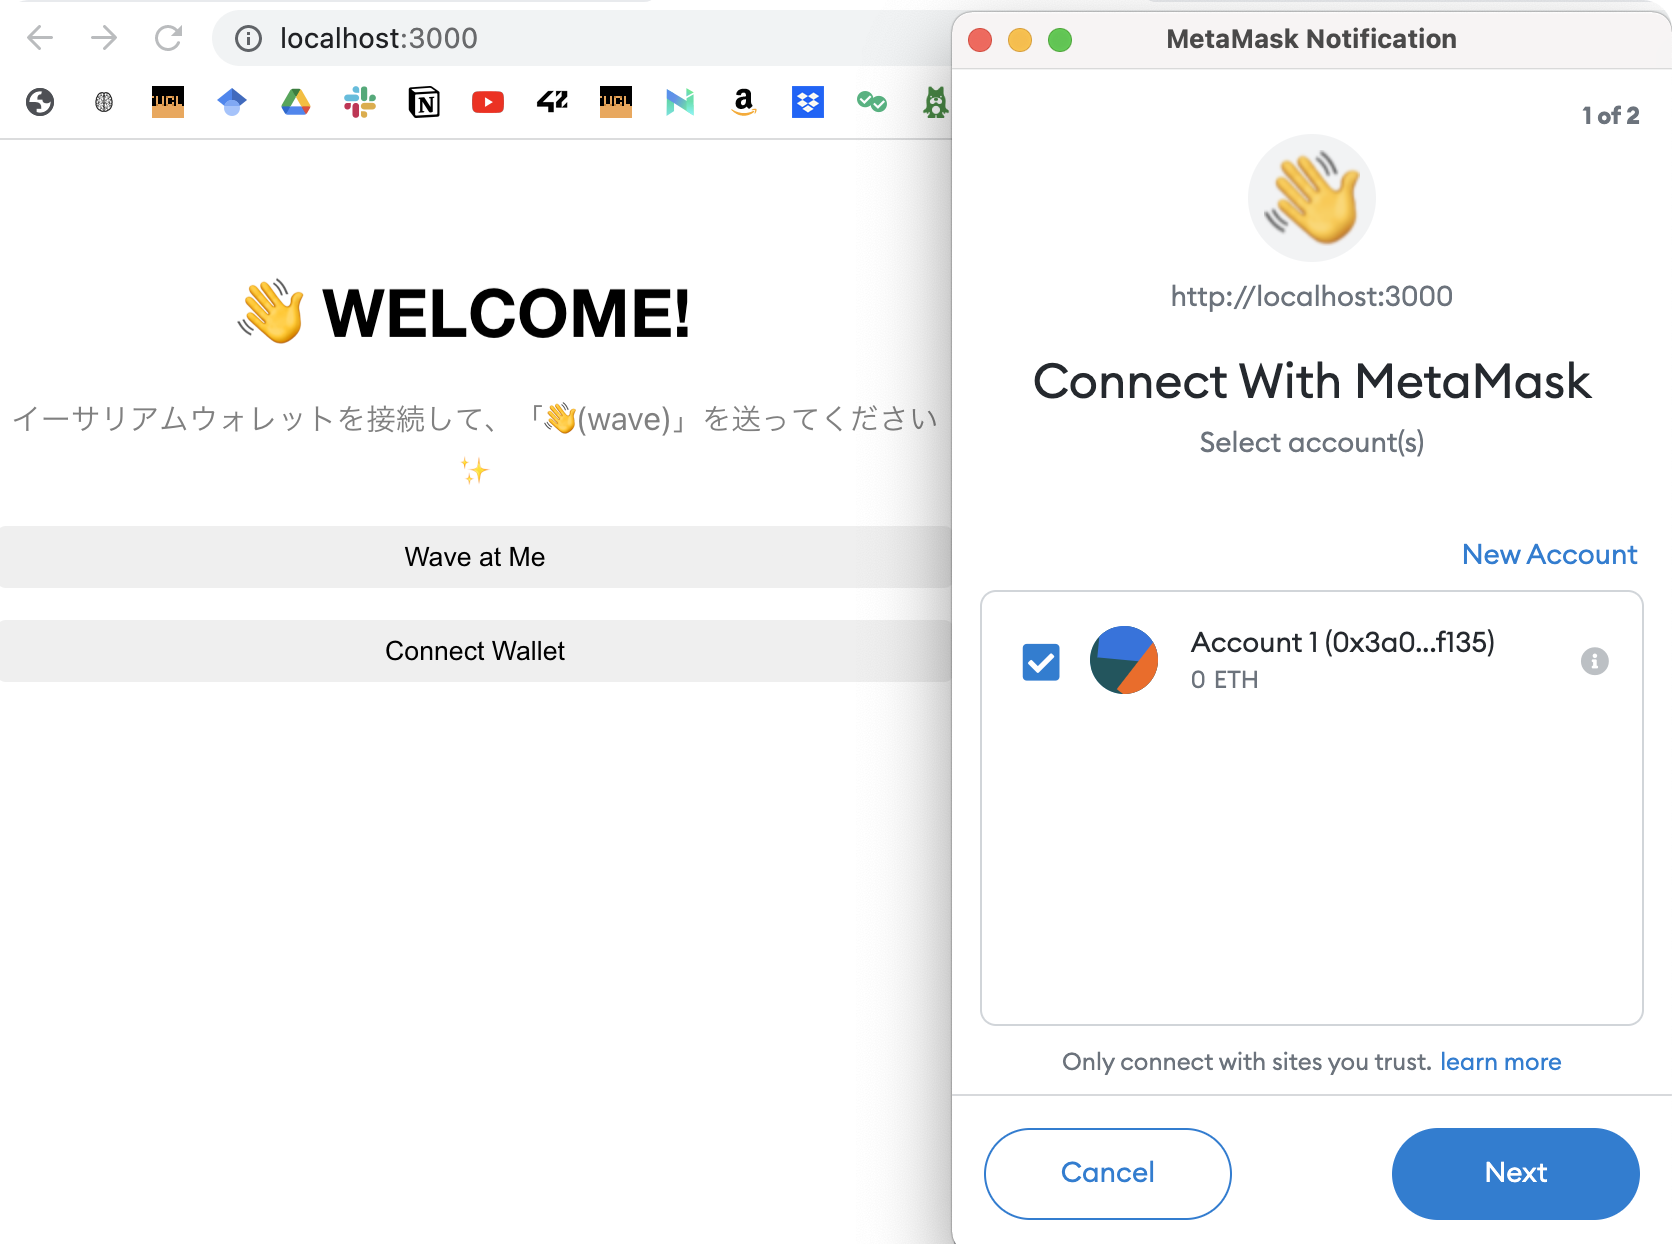 localhost:3000
👋 WELCOME!
イーサリアムウォレットを接続して、「👋(wave)」を送ってください
✨
Wave at Me
Connect Wallet
MetaMask Notification
1 of 2
http://localhost:3000
Connect With MetaMask
Select account(s)
New Account
Account 1 (0x3a0...f135)
0 ETH
Only connect with sites you trust. learn more
Cancel
Next